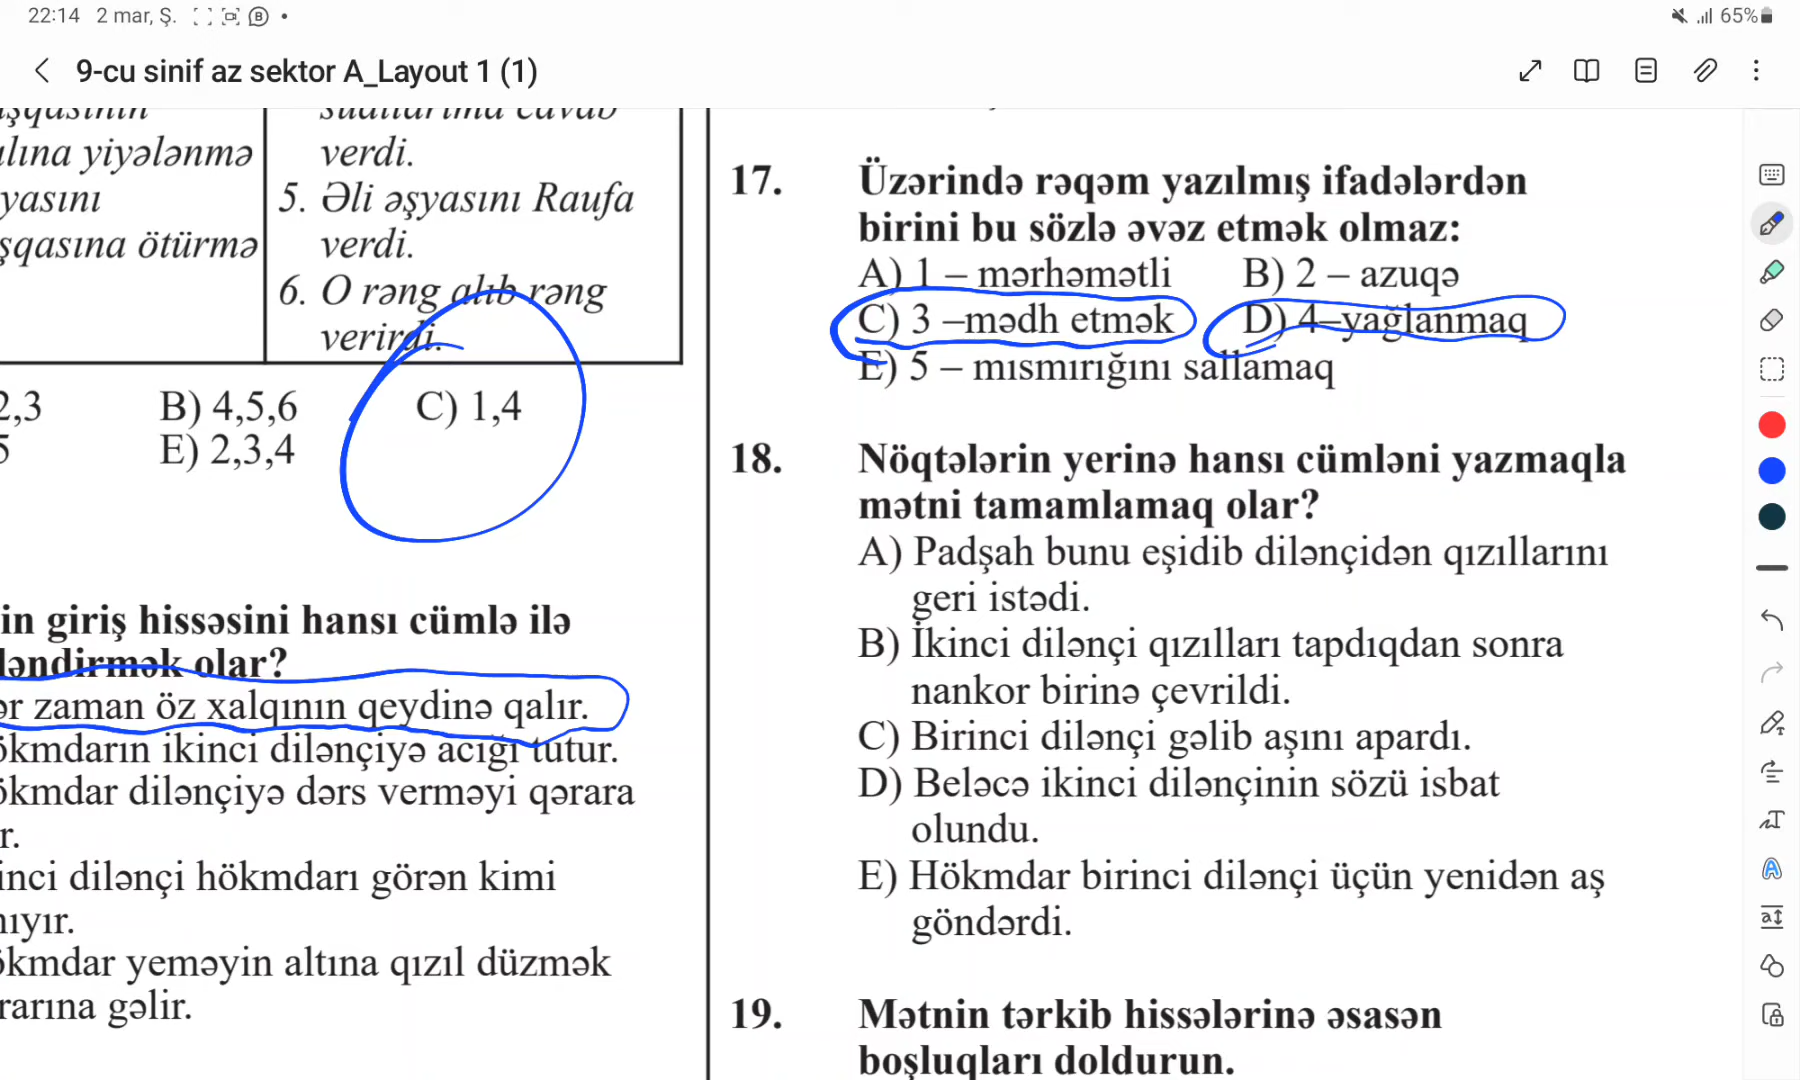 22:14 2 mar, Ş.
65%
9-cu sinif az sektor A_Layout 1 (1)
verdi.
yiyələnmə
5. Əli əşyasını Raufa
verdi.
ötürmə
6. O rəng alıb rəng
verirdi.
2,3 B) 4,5,6 C) 1,4
5 E) 2,3,4
in giriş hissəsini hansı cümlə ilə
ləndirmək olar?
ər zaman öz xalqının qeydinə qalır.
ökmdarın ikinci dilənçiyə acığı tutur.
ökmdar dilənçiyə dərs verməyi qərara
r.
inci dilənçi hökmdarı görən kimi
nıyır.
ökmdar yeməyin altına qızıl düzmək
rarına gəlir.
17. Üzərində rəqəm yazılmış ifadələrdən
birini bu sözlə əvəz etmək olmaz:
A) 1 – mərhəmətli B) 2 – azuqə
C) 3 –mədh etmək D) 4–yağlanmaq
E) 5 – mısmırığını sallamaq
18. Nöqtələrin yerinə hansı cümləni yazmaqla
mətni tamamlamaq olar?
A) Padşah bunu eşidib dilənçidən qızıllarını
geri istədi.
B) İkinci dilənçi qızılları tapdıqdan sonra
nankor birinə çevrildi.
C) Birinci dilənçi gəlib aşını apardı.
D) Beləcə ikinci dilənçinin sözü isbat
olundu.
E) Hökmdar birinci dilənçi üçün yenidən aş
göndərdi.
19. Mətnin tərkib hissələrinə əsasən
boşluqları doldurun.